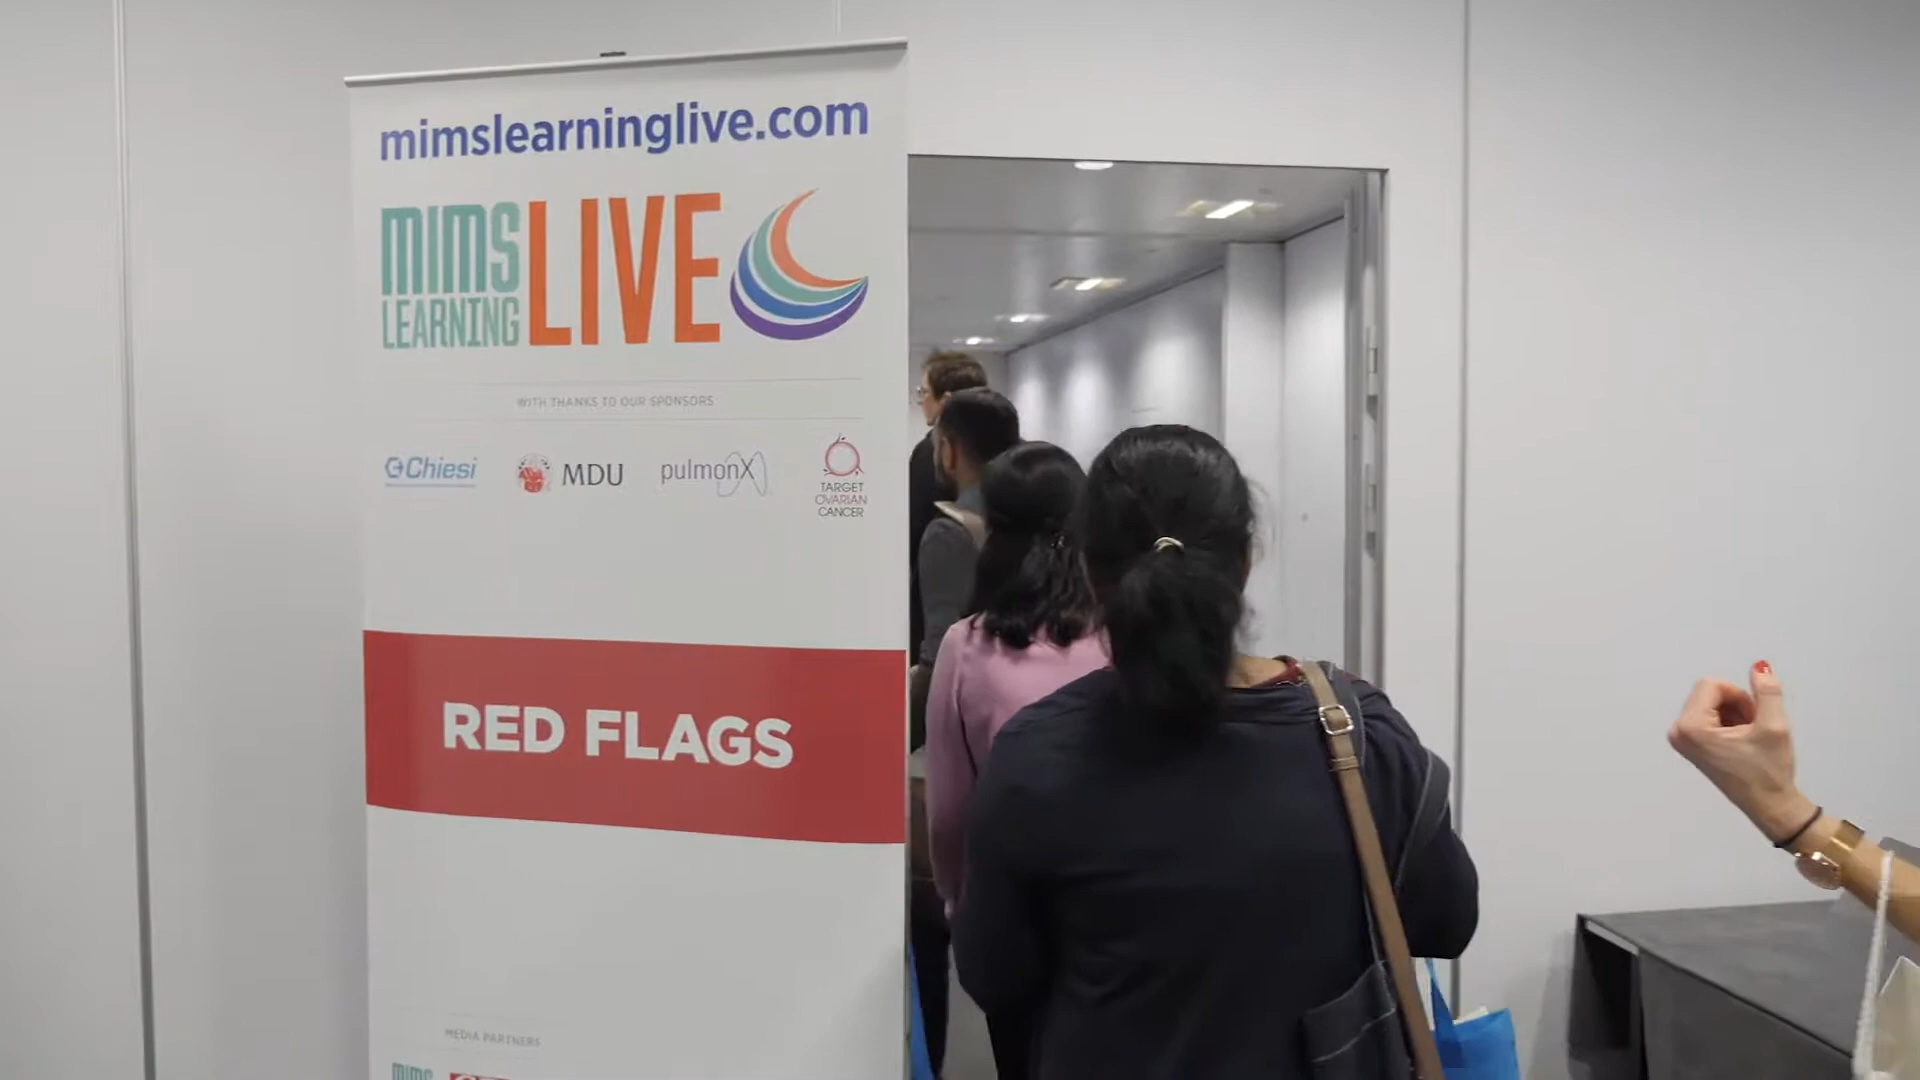 mimslearninglive.com
MIMS LIVE
LEARNING
WITH THANKS TO OUR SPONSORS
Chiesi MDU pulmonX
TARGET
OVARIAN
CANCER
RED FLAGS
MEDIA PARTNERS
MIMS